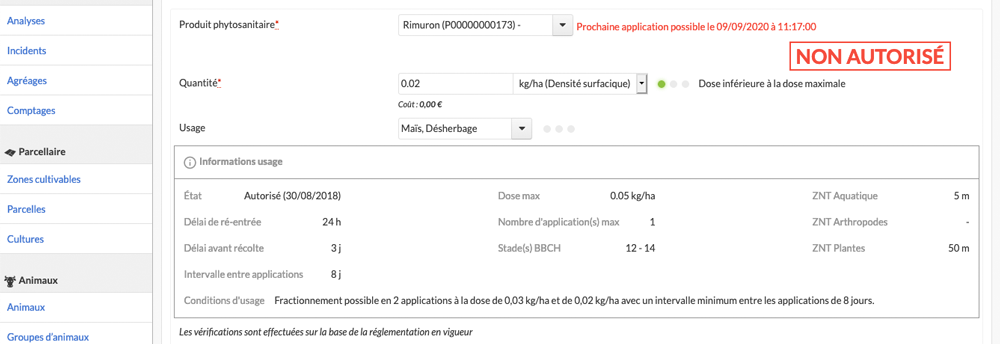 Analyses
Incidents
Agréages
Comptages
Parcellaire
Zones cultivables
Parcelles
Cultures
Animaux
Animaux
Groupes d'animaux
Produit phytosanitaire* Rimuron (P00000000173) - Prochaine application possible le 09/09/2020 à 11:17:00
NON AUTORISÉ
Quantité* 0.02 kg/ha (Densité surfacique) Dose inférieure à la dose maximale
Coût : 0,00 €
Usage Maïs, Désherbage
Informations usage
État Autorisé (30/08/2018) Dose max 0.05 kg/ha ZNT Aquatique 5 m
Délai de ré-entrée 24 h Nombre d'application(s) max 1 ZNT Arthropodes -
Délai avant récolte 3 j Stade(s) BBCH 12 - 14 ZNT Plantes 50 m
Intervalle entre applications 8 j
Conditions d'usage Fractionnement possible en 2 applications à la dose de 0,03 kg/ha et de 0,02 kg/ha avec un intervalle minimum entre les applications de 8 jours.
Les vérifications sont effectuées sur la base de la réglementation en vigueur